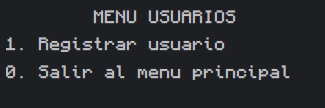 MENU USUARIOS
1. Registrar usuario
0. Salir al menu principal